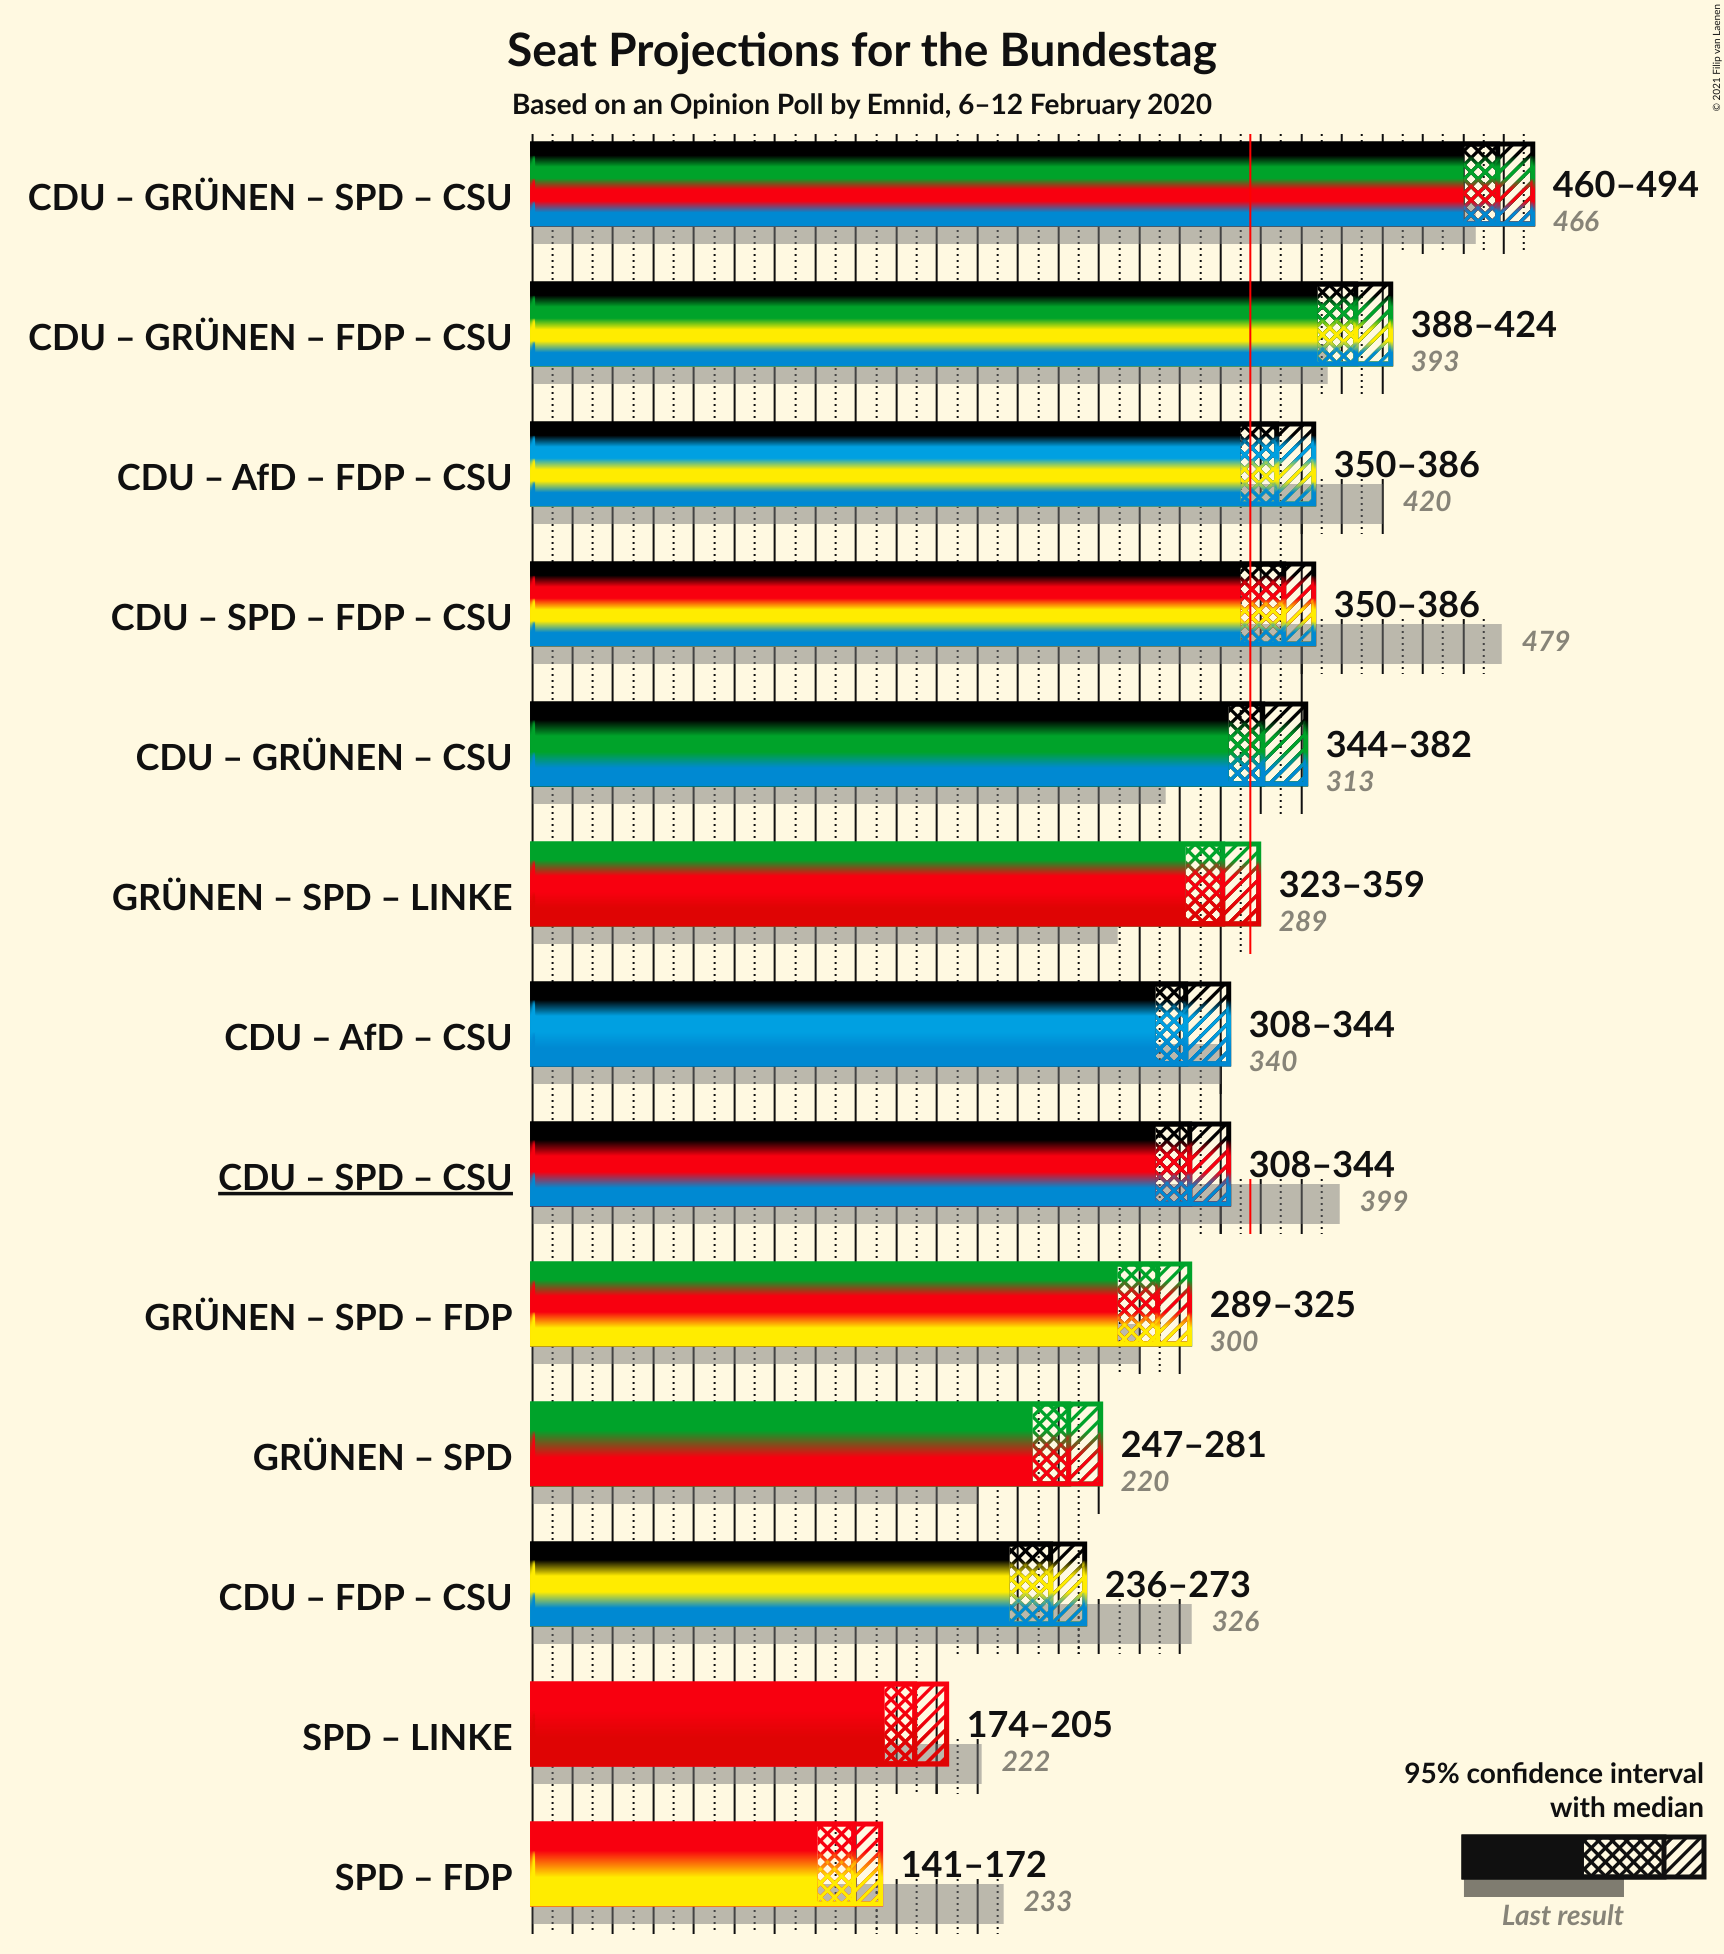 Seat Projections for the Bundestag
Based on an Opinion Poll by Emnid, 6–12 February 2020
© 2021 Filip van Laenen
CDU – GRÜNEN – SPD – CSU
460–494
466
CDU – GRÜNEN – FDP – CSU
388–424
393
CDU – AfD – FDP – CSU
350–386
420
CDU – SPD – FDP – CSU
350–386
479
CDU – GRÜNEN – CSU
344–382
313
GRÜNEN – SPD – LINKE
323–359
289
CDU – AfD – CSU
308–344
340
CDU – SPD – CSU
308–344
399
GRÜNEN – SPD – FDP
289–325
300
GRÜNEN – SPD
247–281
220
CDU – FDP – CSU
236–273
326
SPD – LINKE
174–205
222
SPD – FDP
141–172
233
95% confidence interval
with median
Last result